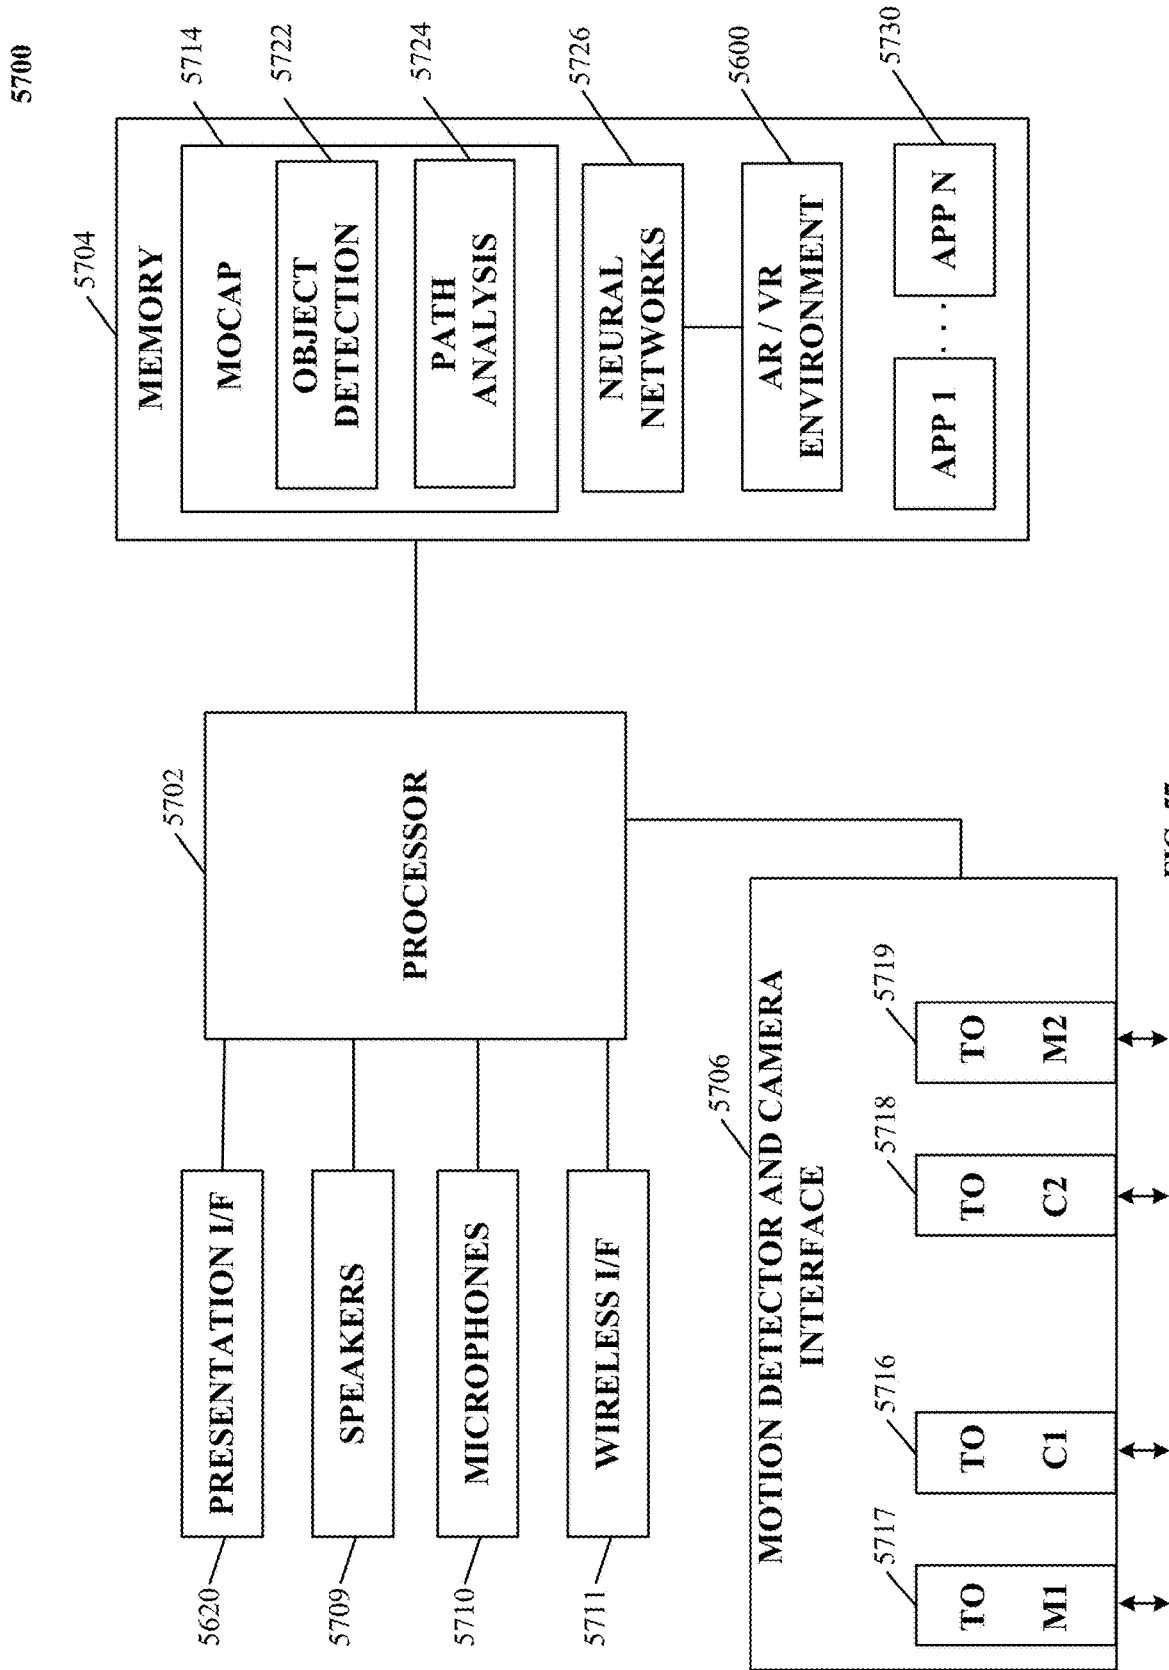 5700
5704
MEMORY
5714
MOCAP
5722
OBJECT
DETECTION
5724
PATH
ANALYSIS
5726
NEURAL
NETWORKS
5600
AR / VR
ENVIRONMENT
5730
APP 1
. . . .
APP N
5702
PROCESSOR
5620
PRESENTATION I/F
5709
SPEAKERS
5710
MICROPHONES
5711
WIRELESS I/F
5706
MOTION DETECTOR AND CAMERA
INTERFACE
5717
TO
M1
5716
TO
C1
5718
TO
C2
5719
TO
M2